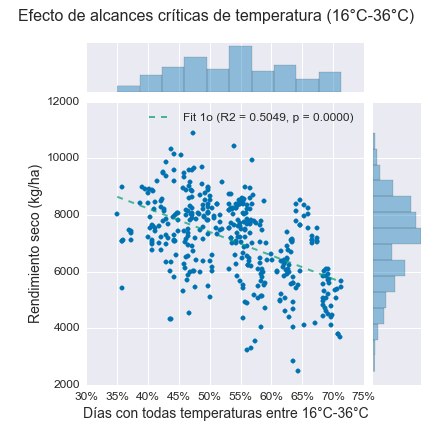 Efecto de alcances críticas de temperatura (16°C-36°C)
Fit 1o (R2 = 0.5049, p = 0.0000)
Rendimiento seco (kg/ha)
12000
10000
8000
6000
4000
2000
30% 35% 40% 45% 50% 55% 60% 65% 70% 75%
Días con todas temperaturas entre 16°C-36°C